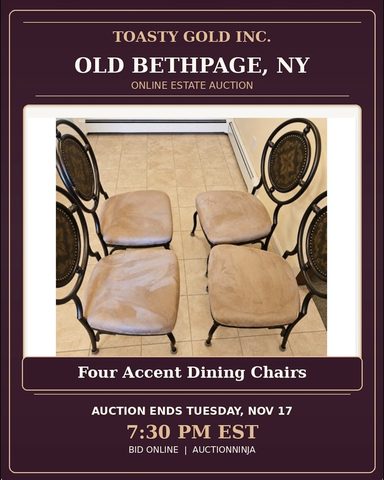 TOASTY GOLD INC.
OLD BETHPAGE, NY
ONLINE ESTATE AUCTION
Four Accent Dining Chairs
AUCTION ENDS TUESDAY, NOV 17
7:30 PM EST
BID ONLINE | AUCTIONNINJA